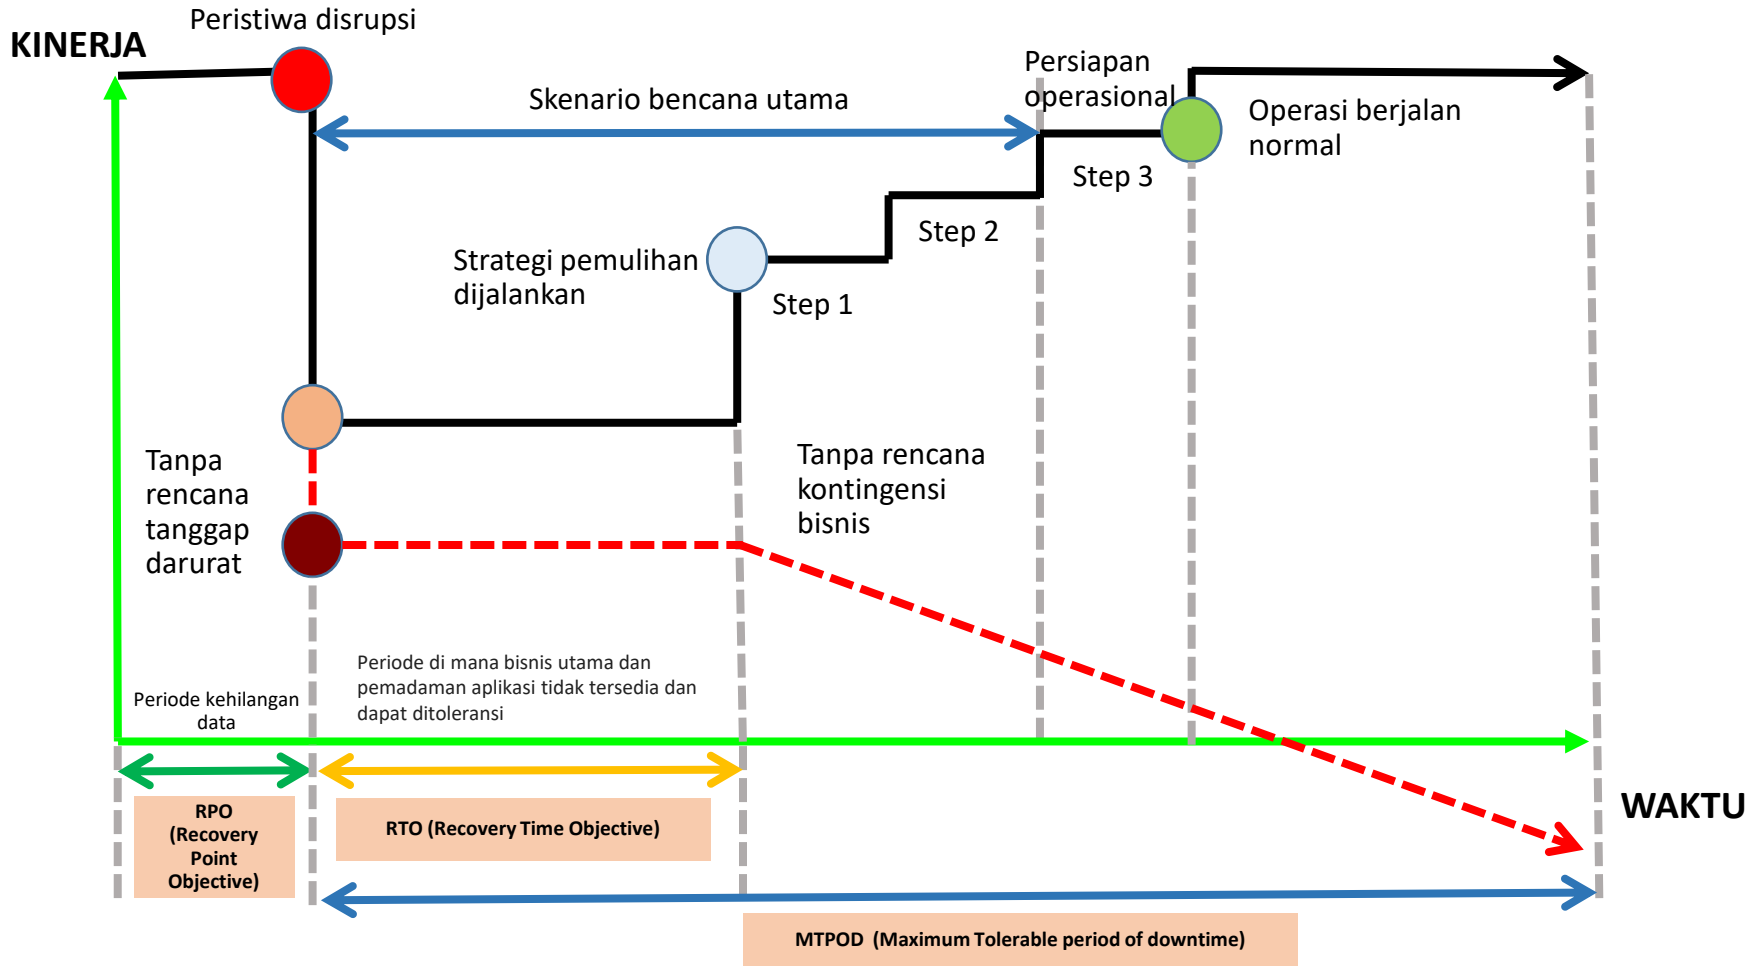 Peristiwa disrupsi
KINERJA
Skenario bencana utama
Persiapan
operasional
Operasi berjalan
normal
Step 3
Step 2
Strategi pemulihan
dijalankan
Step 1
Tanpa
rencana
tanggap
darurat
Tanpa rencana
kontingensi
bisnis
Periode kehilangan
data
Periode di mana bisnis utama dan
pemadaman aplikasi tidak tersedia dan
dapat ditoleransi
WAKTU
RPO
(Recovery
Point
Objective)
RTO (Recovery Time Objective)
MTPOD (Maximum Tolerable period of downtime)